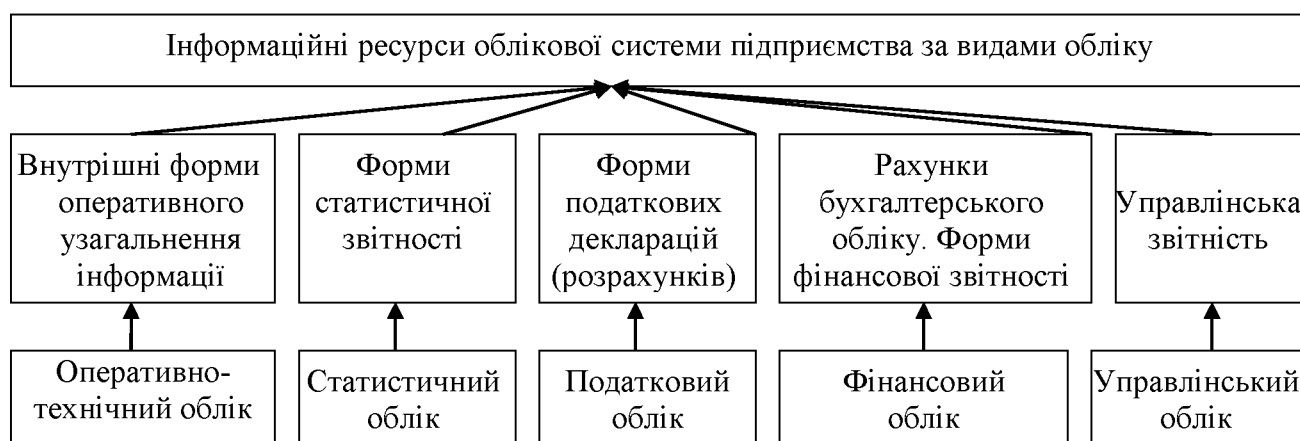 Інформаційні ресурси облікової системи підприємства за видами обліку
Внутрішні форми
оперативного
узагальнення
інформації
Форми
статистичної
звітності
Форми
податкових
декларацій
(розрахунків)
Рахунки
бухгалтерського
обліку. Форми
фінансової звітності
Управлінська
звітність
Оперативно-
технічний облік
Статистичний
облік
Податковий
облік
Фінансовий
облік
Управлінський
облік